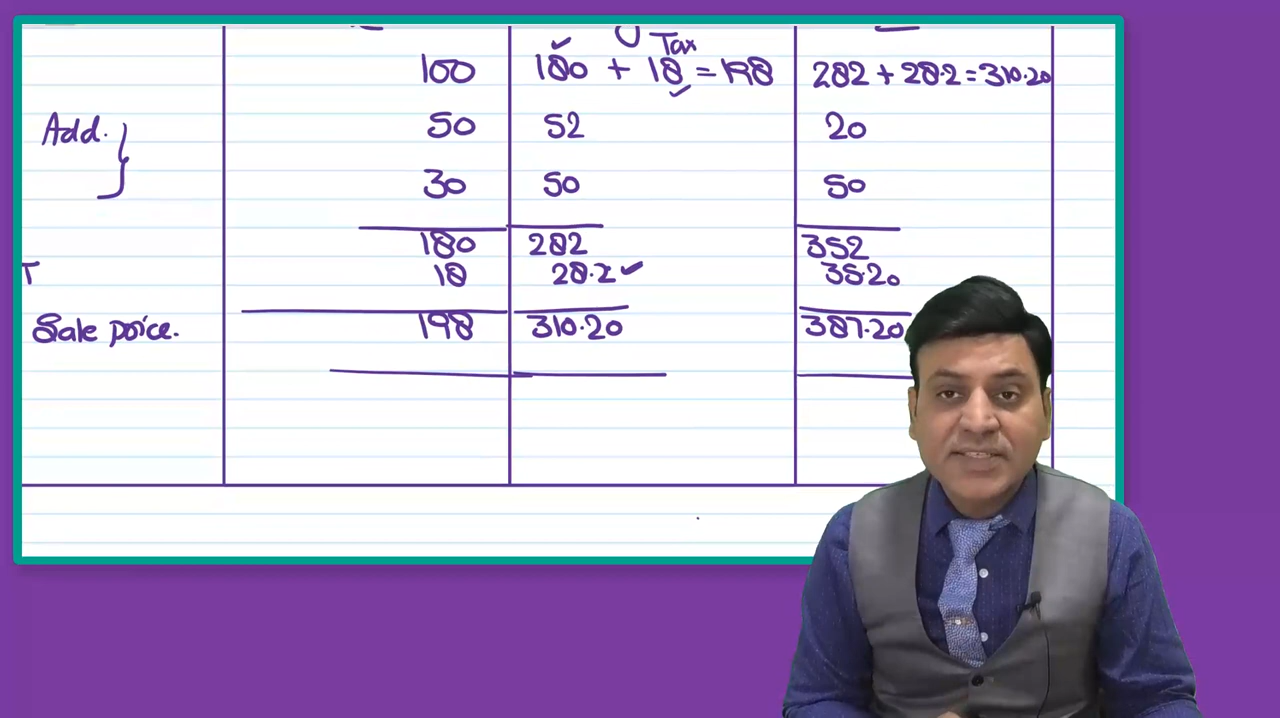 Tax
100 180 + 18 = 198 282 + 28.2 = 310.20
Add. 50 52 20
30 50 50
180 282 352
T 18 28.2 ✓ 35.20
Sale price. 198 310.20 387.20